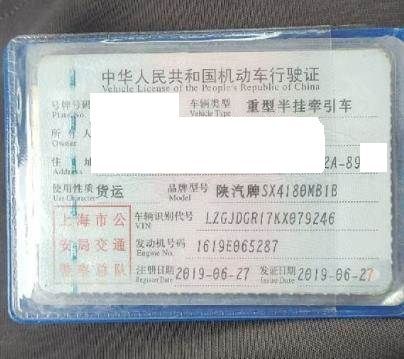 中华人民共和国机动车行驶证
Vehicle License of the People's Republic of China
号牌号码 车辆类型 重型半挂牵引车
Plate No. Vehicle Type
所有人
Owner
住 址 2A-89
Address
使用性质 货运 品牌型号 陕汽牌SX4180MB1B
Use Character Model
上海市公 车辆识别代号 LZGJDGR17KX079246
VIN
安局交通 发动机号码 1619E065287
Engine No.
警察总队 注册日期 2019-06-27 发证日期 2019-06-27
Register Date Issue Date